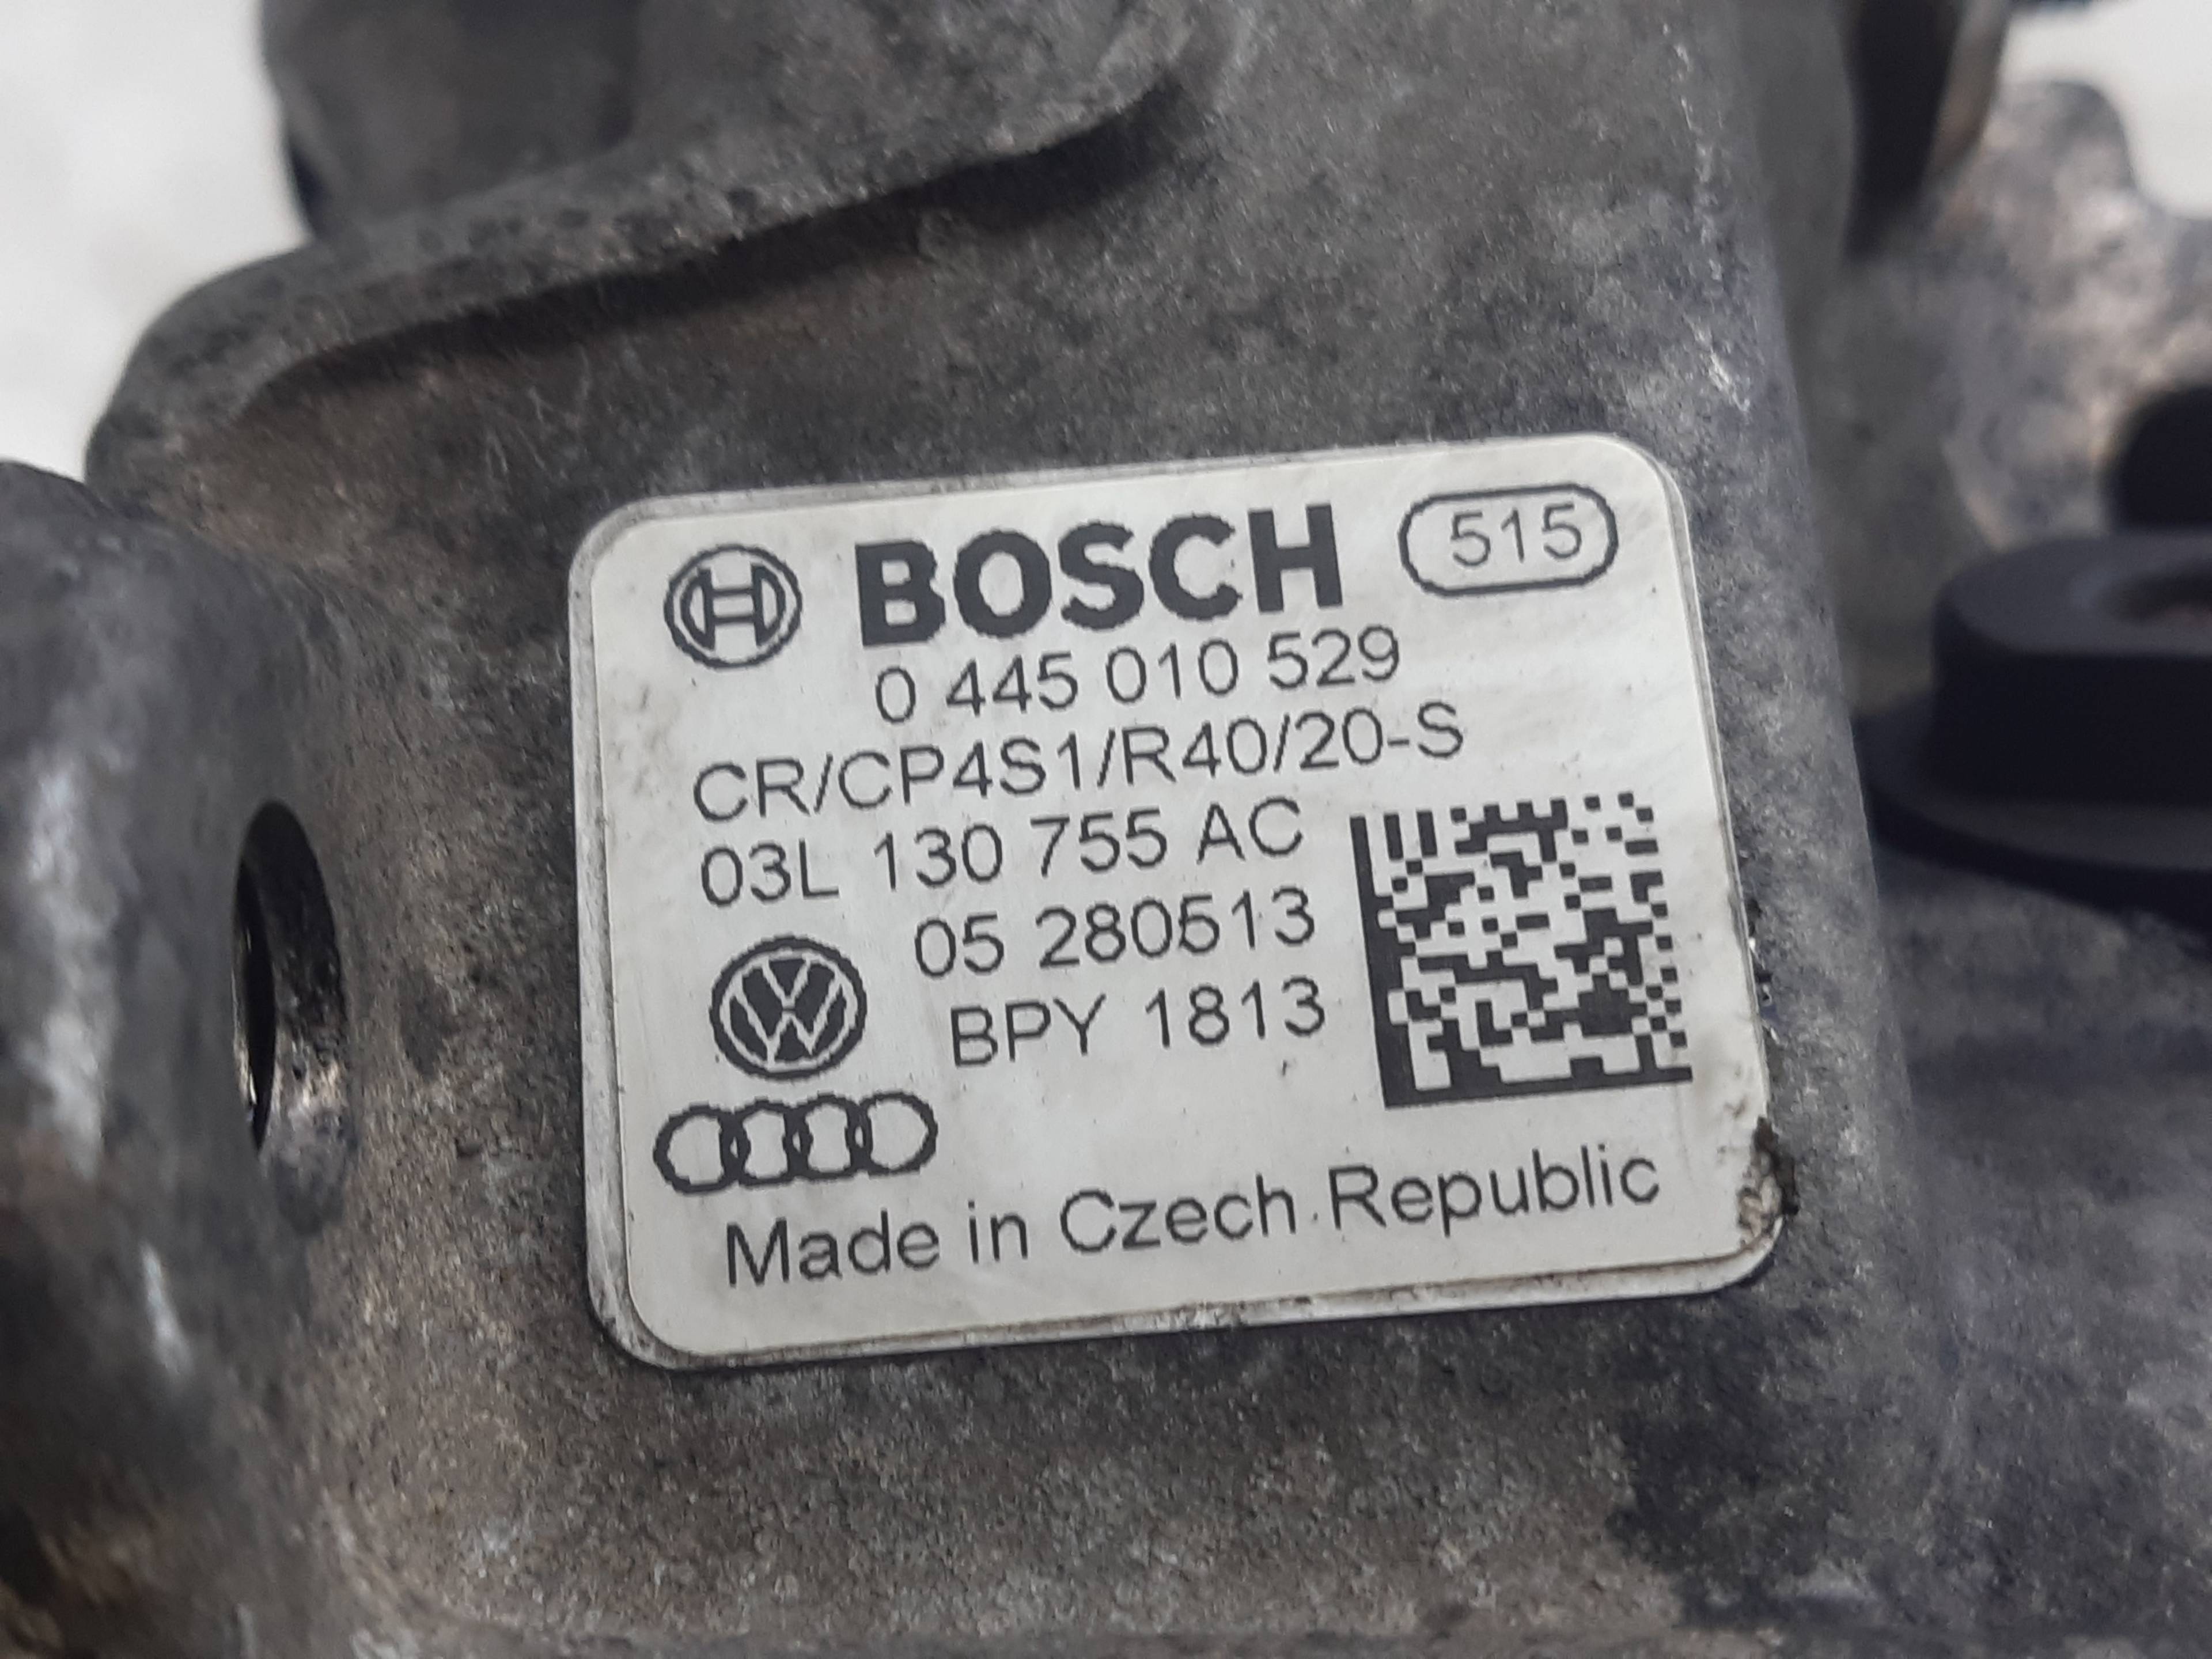 BOSCH 515
0 445 010 529
CR/CP4S1/R40/20-S
03L 130 755 AC
05 280513
BPY 1813
Made in Czech Republic